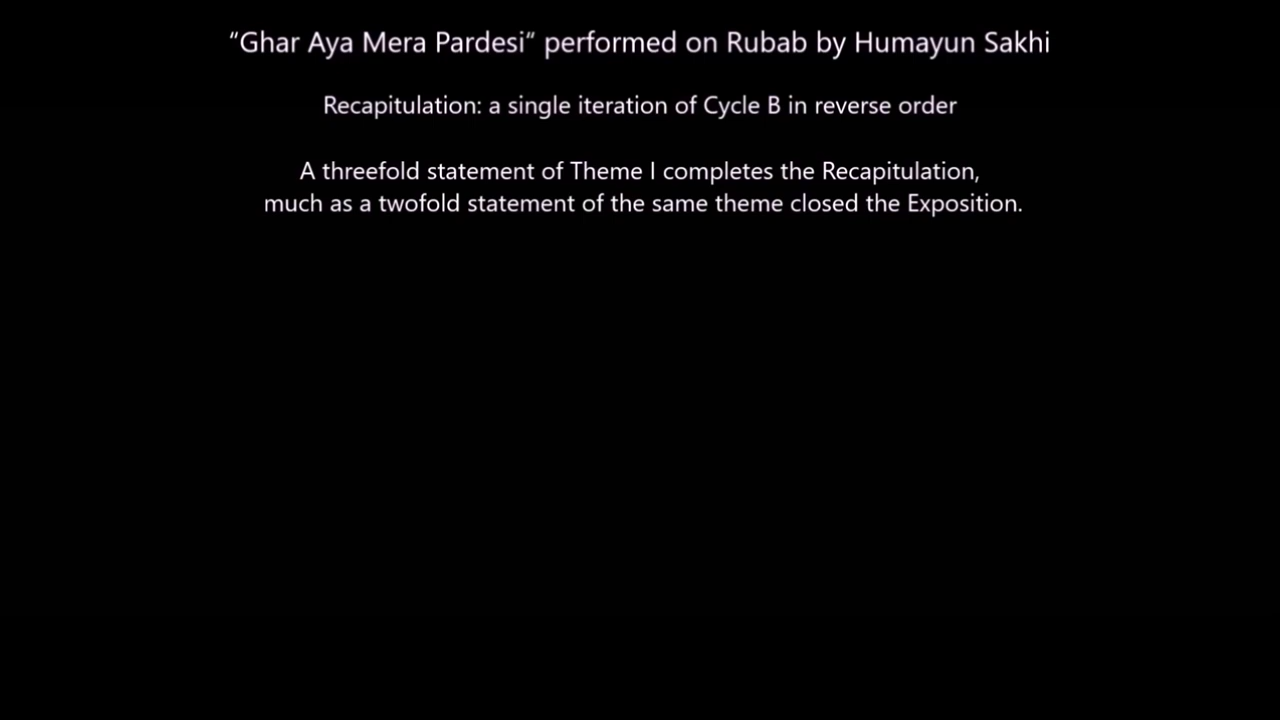 “Ghar Aya Mera Pardesi” performed on Rubab by Humayun Sakhi
Recapitulation: a single iteration of Cycle B in reverse order
A threefold statement of Theme I completes the Recapitulation,
much as a twofold statement of the same theme closed the Exposition.